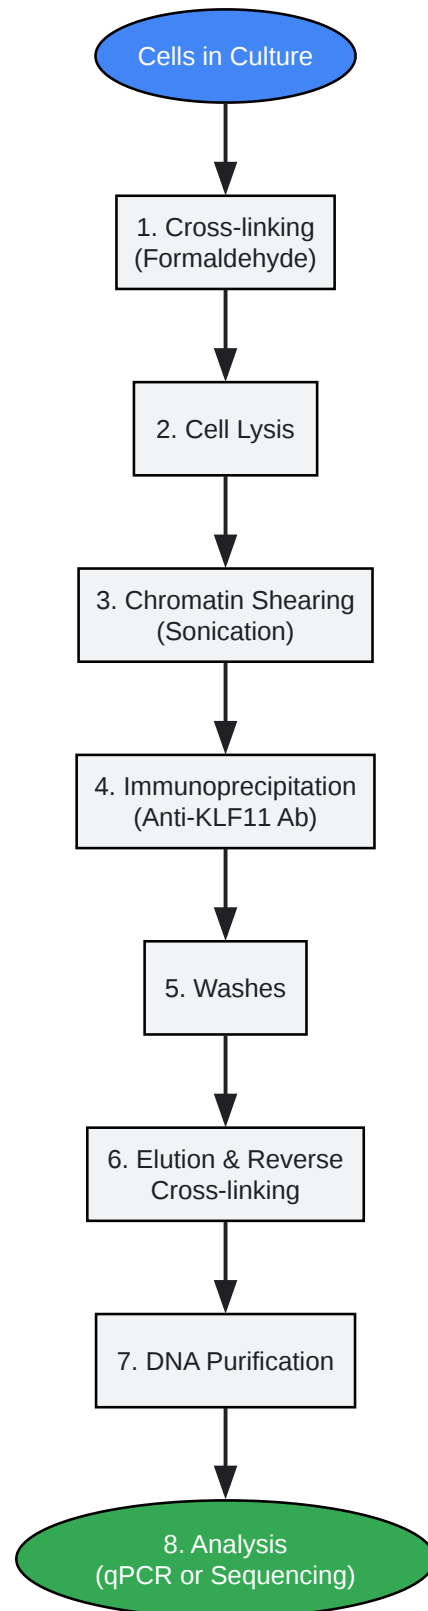 Cells in Culture
1. Cross-linking
(Formaldehyde)
2. Cell Lysis
3. Chromatin Shearing
(Sonication)
4. Immunoprecipitation
(Anti-KLF11 Ab)
5. Washes
6. Elution & Reverse
Cross-linking
7. DNA Purification
8. Analysis
(qPCR or Sequencing)